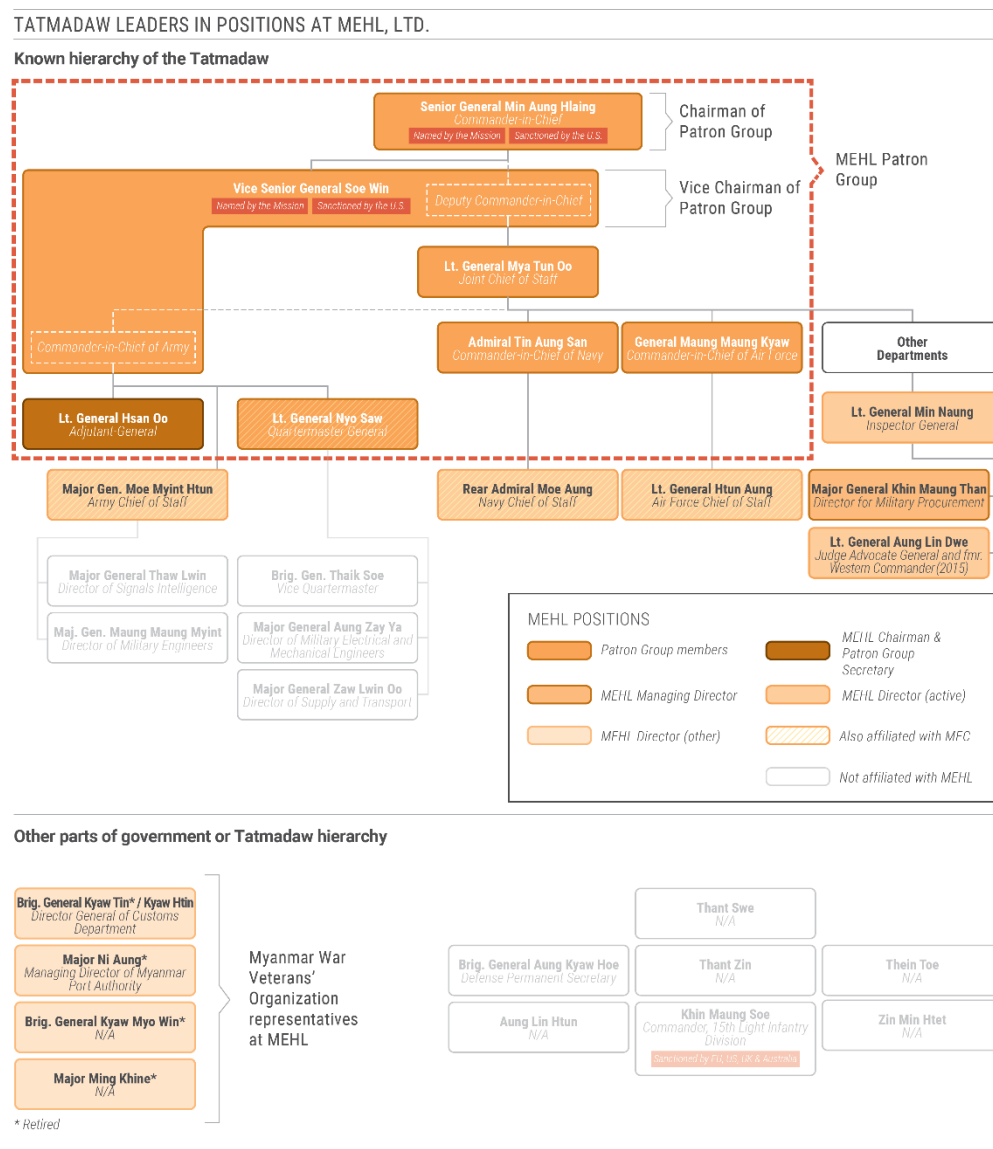 TATMADAW LEADERS IN POSITIONS AT MEHL, LTD.
Known hierarchy of the Tatmadaw
Senior General Min Aung Hlaing
Commander-in-Chief
Named by the Mission
Sanctioned by the U.S.
Chairman of
Patron Group
MEHL Patron
Group
Vice Senior General Soe Win
Named by the Mission
Sanctioned by the U.S.
Deputy Commander-in-Chief
Vice Chairman of
Patron Group
Lt. General Mya Tun Oo
Joint Chief of Staff
Commander-in-Chief of Army
Admiral Tin Aung San
Commander-in-Chief of Navy
General Maung Maung Kyaw
Commander-in-Chief of Air Force
Other
Departments
Lt. General Hsan Oo
Adjutant-General
Lt. General Nyo Saw
Quartermaster General
Lt. General Min Naung
Inspector General
Major Gen. Moe Myint Htun
Army Chief of Staff
Rear Admiral Moe Aung
Navy Chief of Staff
Lt. General Htun Aung
Air Force Chief of Staff
Major General Khin Maung Than
Director for Military Procurement
Lt. General Aung Lin Dwe
Judge Advocate General and fmr.
Western Commander (2015)
Major General Thaw Lwin
Director of Signals Intelligence
Brig. Gen. Thaik Soe
Vice Quartermaster
Maj. Gen. Maung Maung Myint
Director of Military Engineers
Major General Aung Zay Ya
Director of Military Electrical and
Mechanical Engineers
Major General Zaw Lwin Oo
Director of Supply and Transport
MEHL POSITIONS
Patron Group members
MEHL Chairman &
Patron Group
Secretary
MEHL Managing Director
MEHL Director (active)
MEHL Director (other)
Also affiliated with MEC
Not affiliated with MEHL
Other parts of government or Tatmadaw hierarchy
Brig. General Kyaw Tin* / Kyaw Htin
Director General of Customs
Department
Major Ni Aung*
Managing Director of Myanmar
Port Authority
Brig. General Kyaw Myo Win*
N/A
Major Ming Khine*
N/A
* Retired
Myanmar War
Veterans'
Organization
representatives
at MEHL
Thant Swe
N/A
Brig. General Aung Kyaw Hoe
Defense Permanent Secretary
Thant Zin
N/A
Thein Toe
N/A
Aung Lin Htun
N/A
Khin Maung Soe
Commander, 15th Light Infantry
Division
Sanctioned by EU, US, UK & Australia
Zin Min Htet
N/A